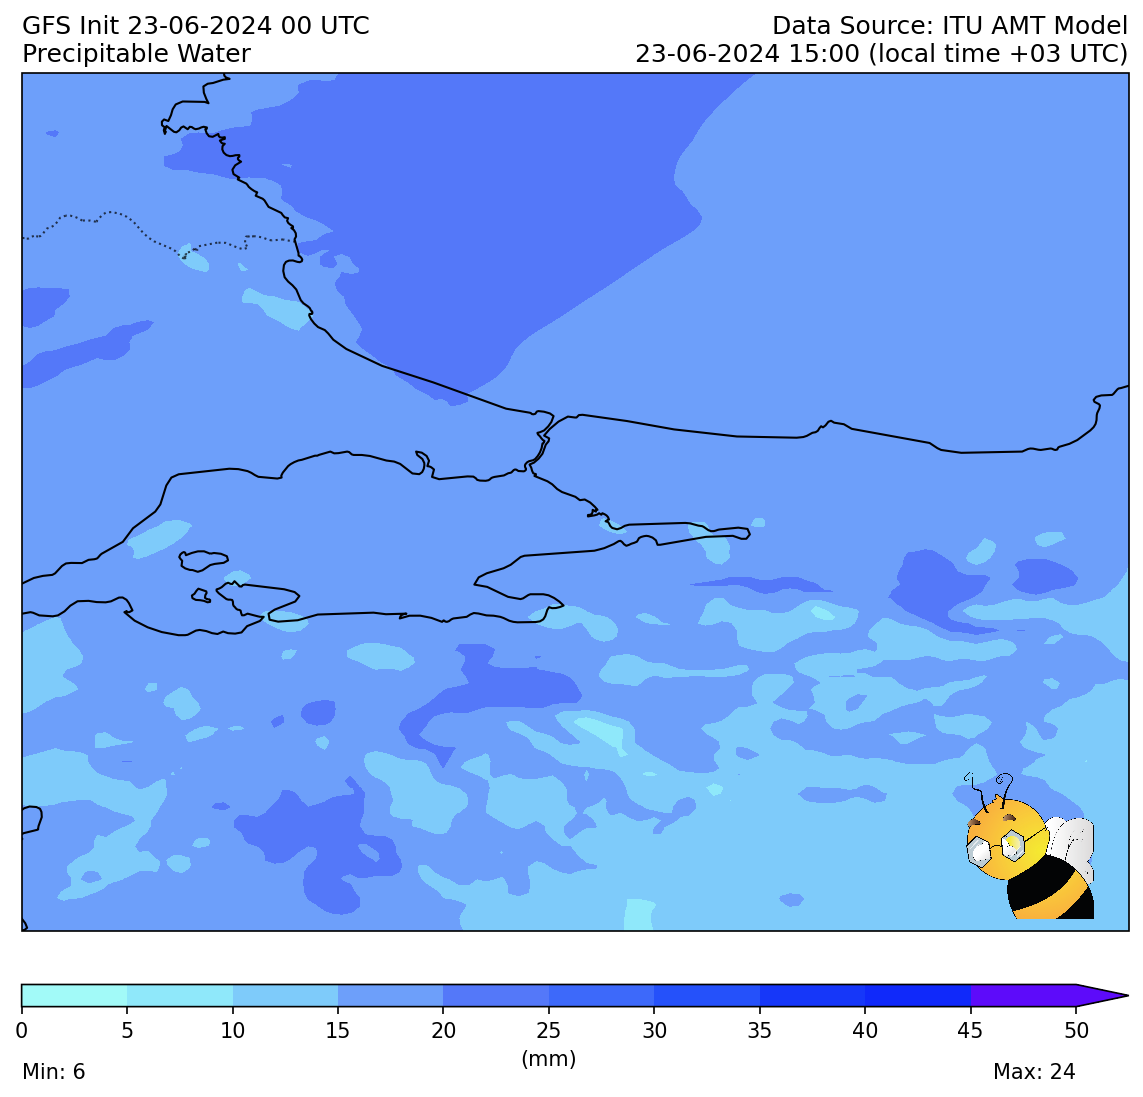 GFS Init 23-06-2024 00 UTC
Data Source: ITU AMT Model
Precipitable Water
23-06-2024 15:00 (local time +03 UTC)
0 5 10 15 20 25 30 35 40 45 50
(mm)
Min: 6
Max: 24